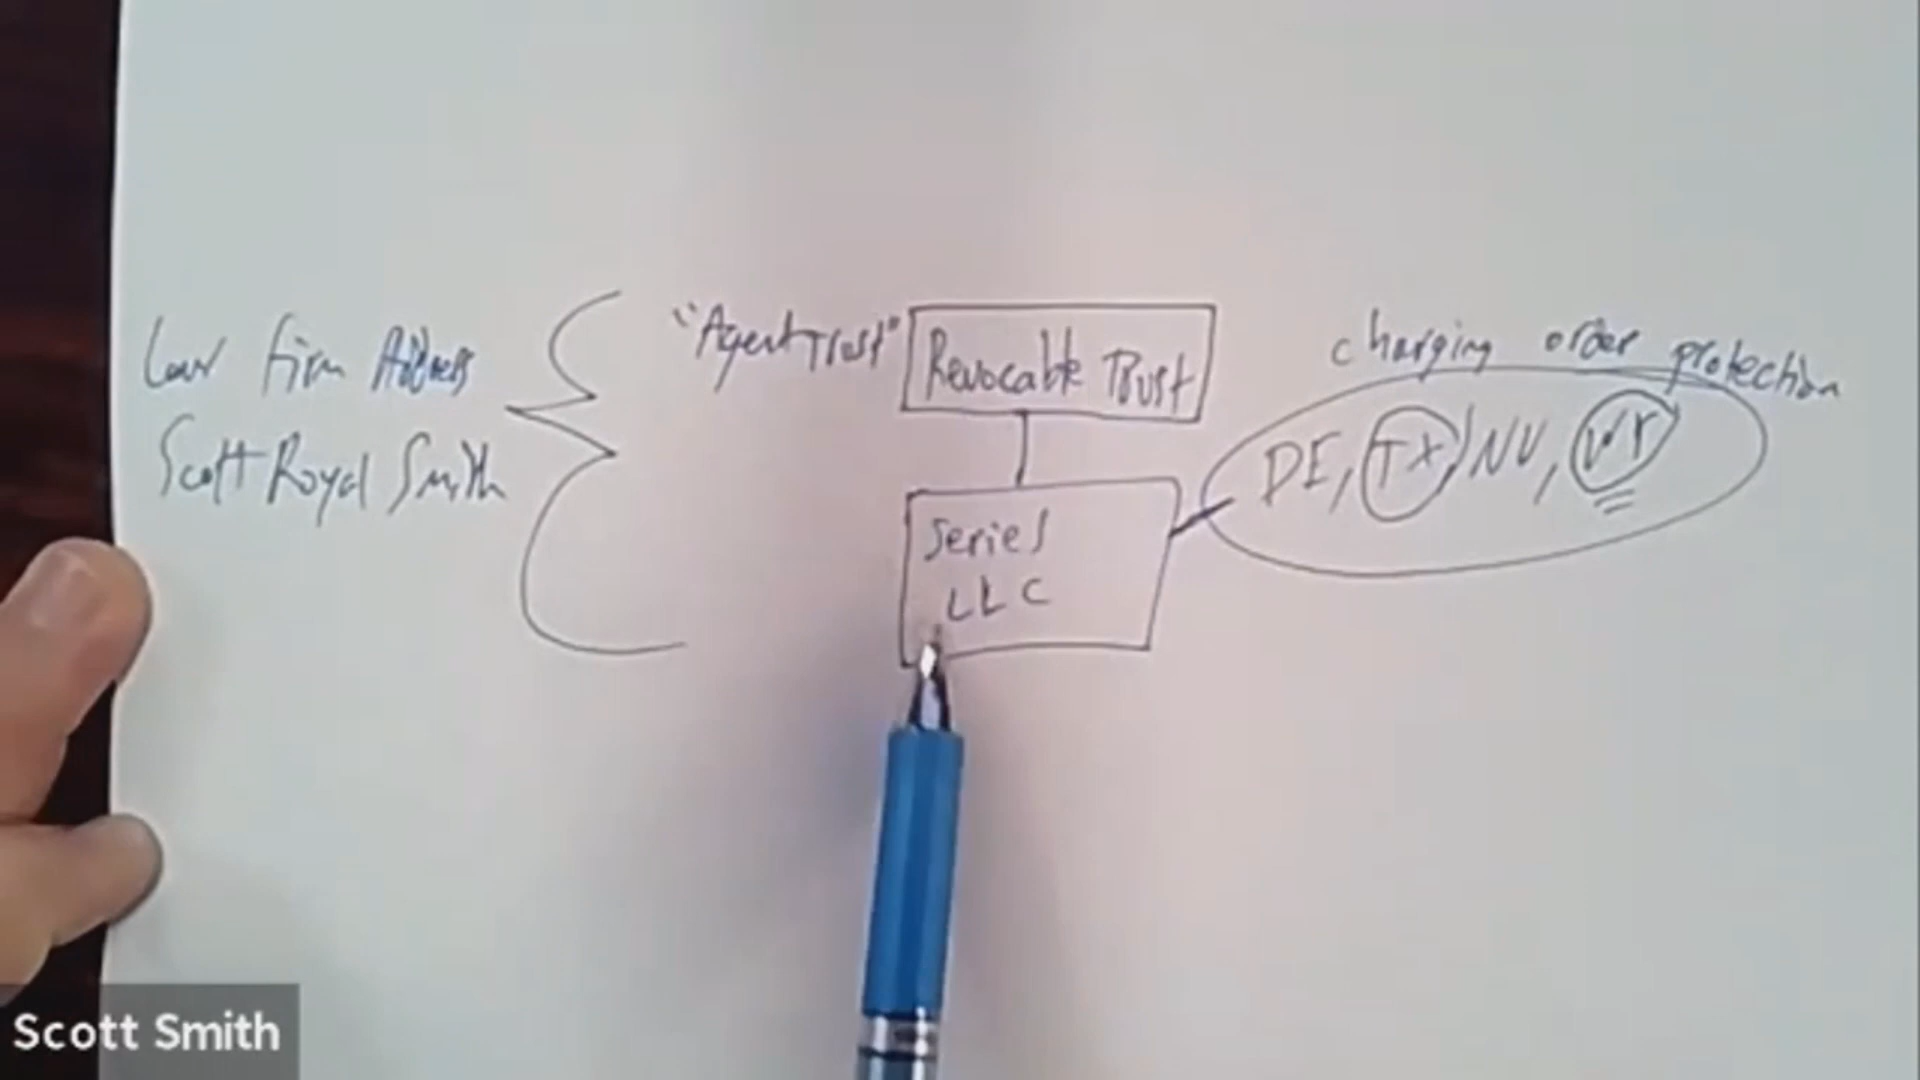 Law Firm Address
Scott Royal Smith
"Agent Trust"
Revocable Trust
Series
LLC
charging order protection
DE, TX, NV, WY
Scott Smith